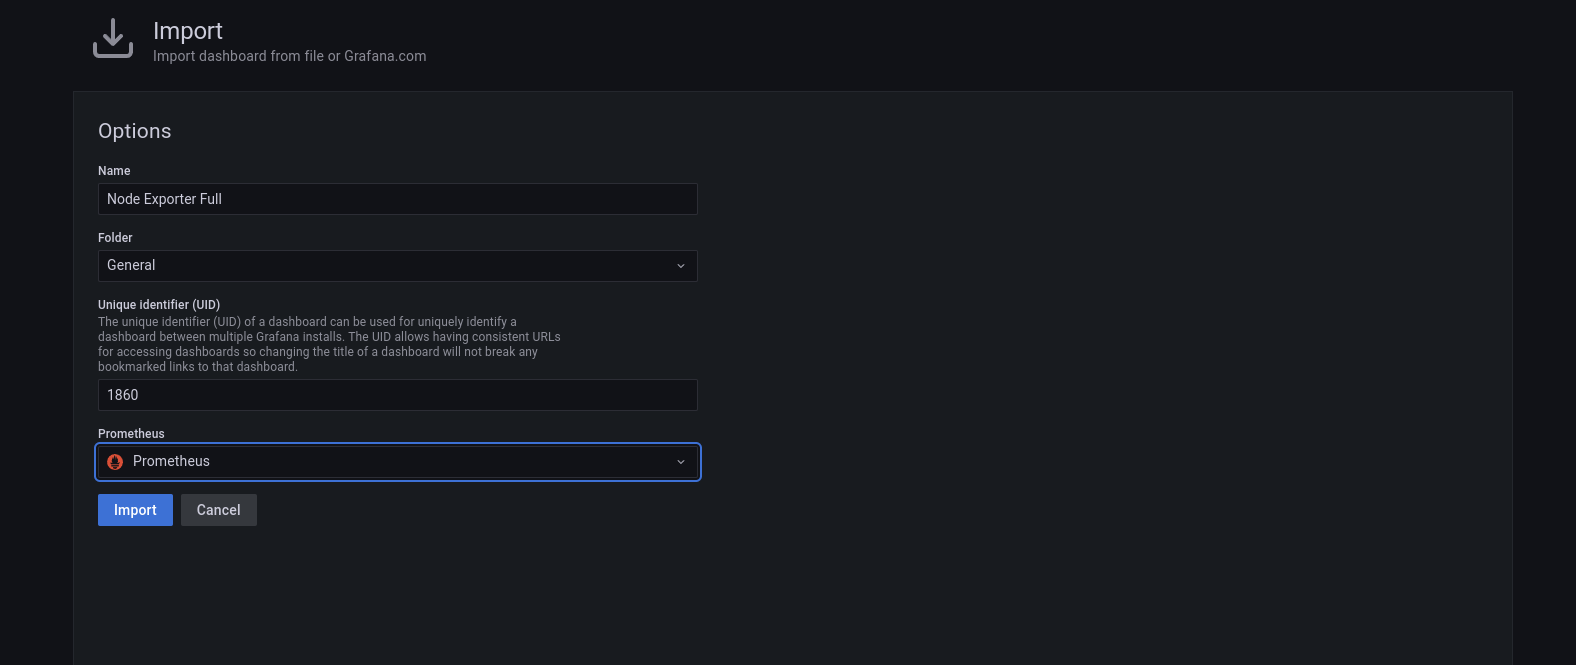 Import
Import dashboard from file or Grafana.com
Options
Name
Node Exporter Full
Folder
General
Unique identifier (UID)
The unique identifier (UID) of a dashboard can be used for uniquely identify a
dashboard between multiple Grafana installs. The UID allows having consistent URLs
for accessing dashboards so changing the title of a dashboard will not break any
bookmarked links to that dashboard.
1860
Prometheus
Prometheus
Import Cancel